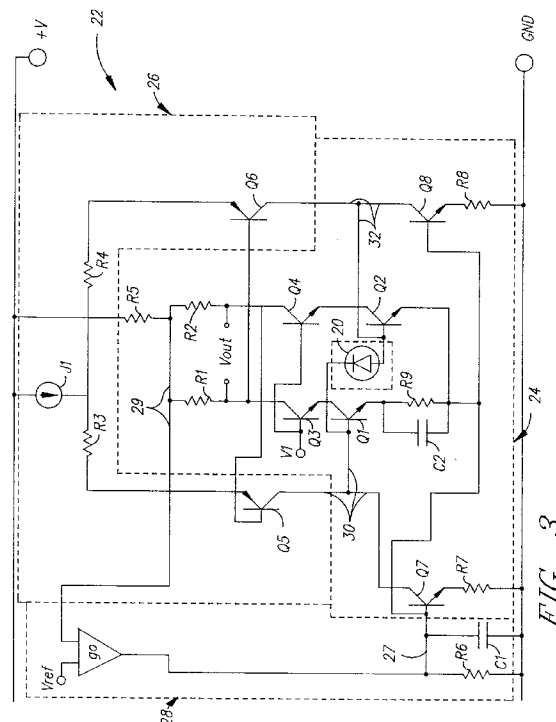 +V
22
26
J1
R3
R4
R5
Q6
29
R1
R2
Vout
V1
Q3
Q4
Q5
20
Q1
Q2
30
32
R9
C2
Q8
R8
GND
24
Vref
go
28
27
Q7
R7
R6
C1
FIG. 3